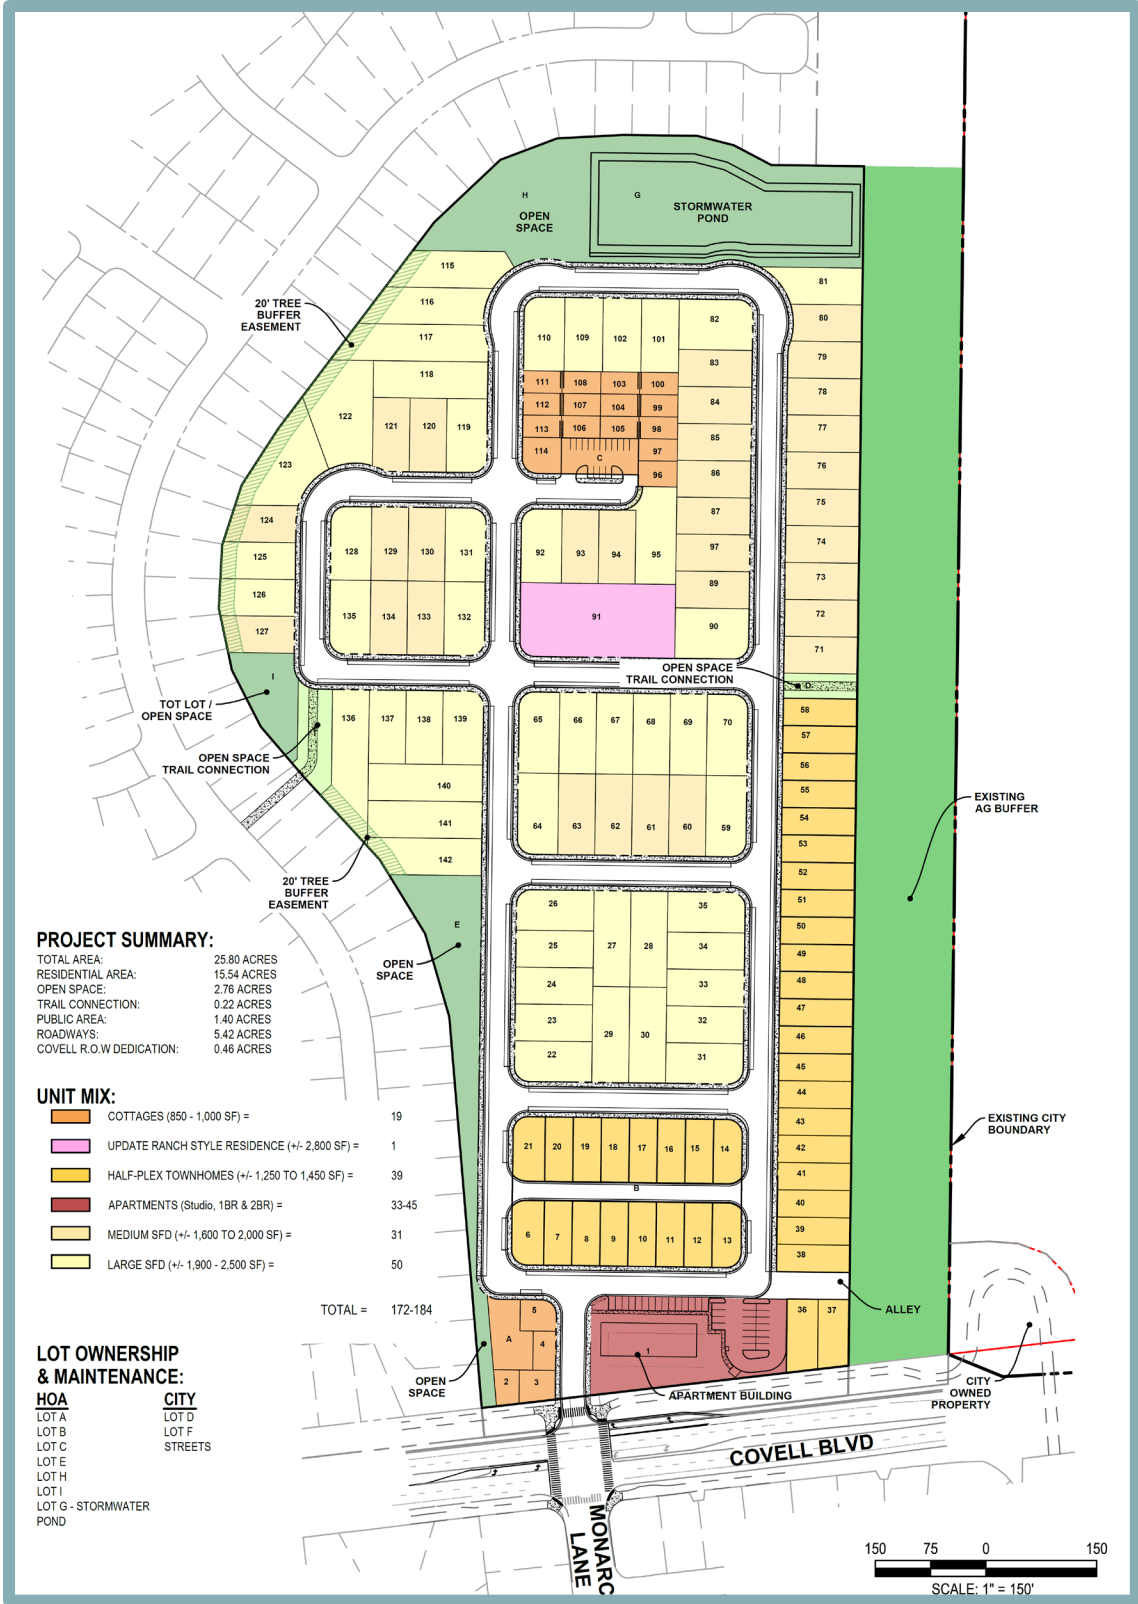 H
G
OPEN
SPACE
STORMWATER
POND
115
116
117
118
20' TREE
BUFFER
EASEMENT
122
121
120
119
123
124
125
126
127
110
109
102
101
111
108
103
100
112
107
104
99
113
106
105
98
114
C
97
96
82
83
84
85
86
87
97
89
90
81
80
79
78
77
76
75
74
73
72
71
128
129
130
131
135
134
133
132
92
93
94
95
91
OPEN SPACE
TRAIL CONNECTION
D
I
TOT LOT /
OPEN SPACE
OPEN SPACE
TRAIL CONNECTION
136
137
138
139
140
141
142
20' TREE
BUFFER
EASEMENT
E
OPEN
SPACE
65
66
67
68
69
70
64
63
62
61
60
59
58
57
56
55
54
53
52
51
50
49
48
47
46
45
44
43
42
41
40
39
38
EXISTING
AG BUFFER
26
25
24
23
22
27
28
29
30
35
34
33
32
31
EXISTING CITY
BOUNDARY
21
20
19
18
17
16
15
14
B
6
7
8
9
10
11
12
13
A
5
4
2
3
1
36
37
ALLEY
OPEN
SPACE
APARTMENT BUILDING
CITY
OWNED
PROPERTY
COVELL BLVD
MONARC
LANE
PROJECT SUMMARY:
TOTAL AREA: 25.80 ACRES
RESIDENTIAL AREA: 15.54 ACRES
OPEN SPACE: 2.76 ACRES
TRAIL CONNECTION: 0.22 ACRES
PUBLIC AREA: 1.40 ACRES
ROADWAYS: 5.42 ACRES
COVELL R.O.W DEDICATION: 0.46 ACRES
UNIT MIX:
COTTAGES (850 - 1,000 SF) = 19
UPDATE RANCH STYLE RESIDENCE (+/- 2,800 SF) = 1
HALF-PLEX TOWNHOMES (+/- 1,250 TO 1,450 SF) = 39
APARTMENTS (Studio, 1BR & 2BR) = 33-45
MEDIUM SFD (+/- 1,600 TO 2,000 SF) = 31
LARGE SFD (+/- 1,900 - 2,500 SF) = 50
TOTAL = 172-184
LOT OWNERSHIP
& MAINTENANCE:
HOA CITY
LOT A LOT D
LOT B LOT F
LOT C STREETS
LOT E
LOT H
LOT I
LOT G - STORMWATER
POND
150 75 0 150
SCALE: 1" = 150'